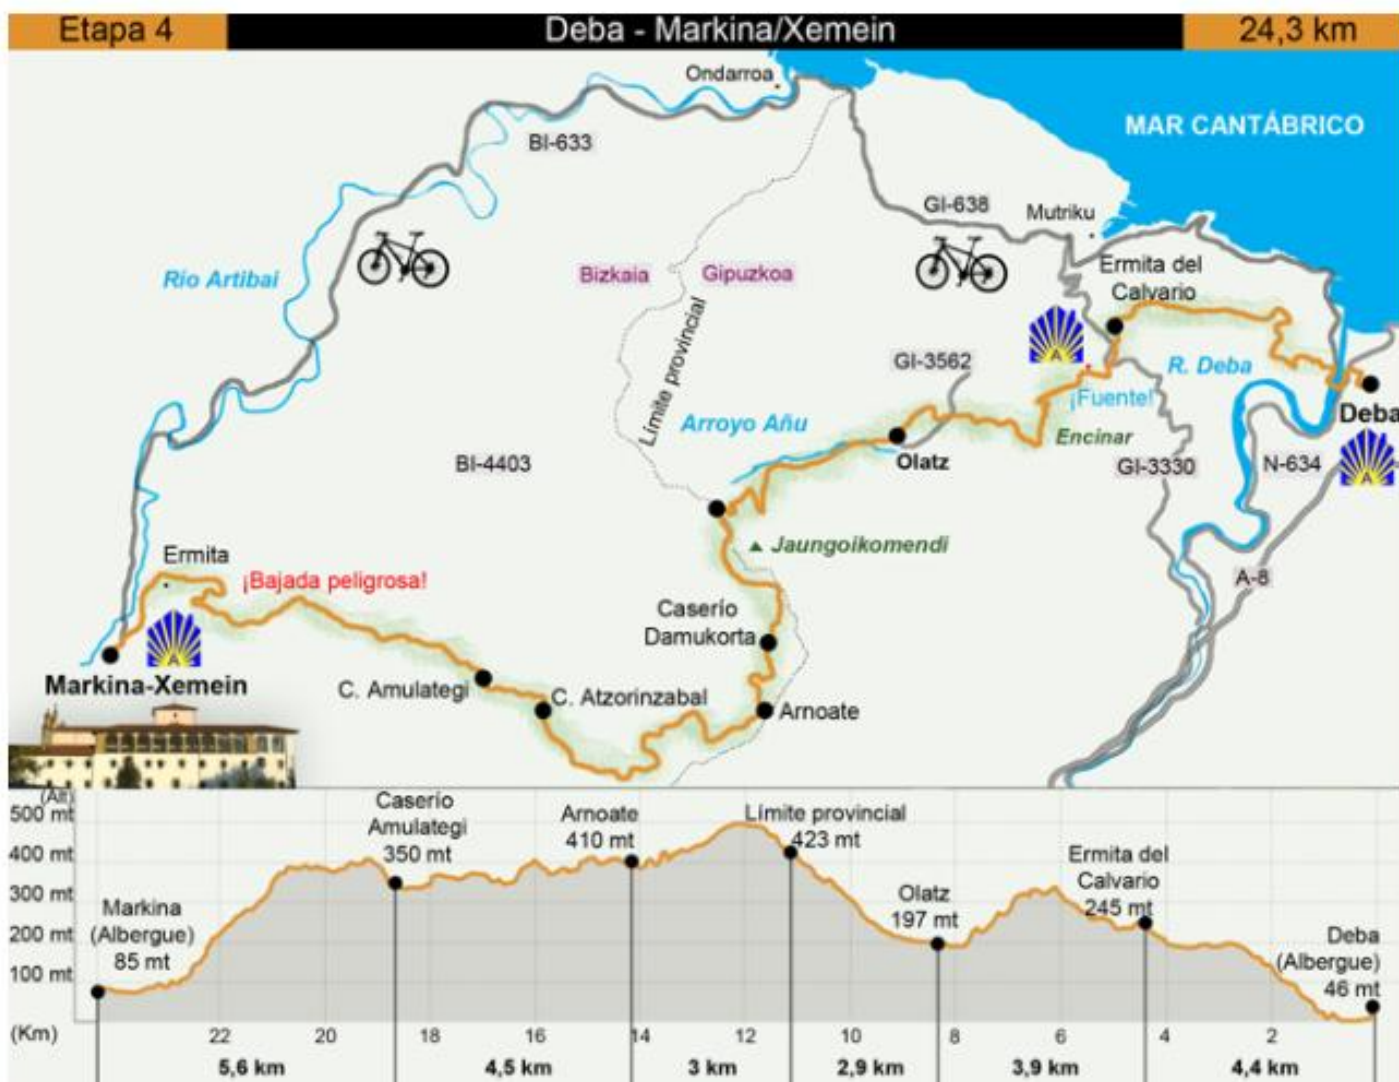 Etapa 4
Deba - Markina/Xemein
24,3 km
Ondarroa
MAR CANTÁBRICO
BI-633
GI-638
Mutriku
Rio Artibai
Bizkaia
Gipuzkoa
Ermita del
Calvario
Límite provincial
GI-3562
R. Deba
¡Fuente!
A
Arroyo Añu
Encinar
Deba
Olatz
BI-4403
GI-3330
N-634
A
Jaungoikomendi
Ermita
¡Bajada peligrosa!
A-8
Caserío
Damukorta
A
Markina-Xemein
C. Amulategi
C. Atzorinzabal
Arnoate
(Alt)
500 mt
400 mt
300 mt
200 mt
100 mt
(Km)
Markina
(Albergue)
85 mt
Caserío
Amulategi
350 mt
Arnoate
410 mt
Límite provincial
423 mt
Olatz
197 mt
Ermita del
Calvario
245 mt
Deba
(Albergue)
46 mt
22 20 18 16 14 12 10 8 6 4 2
5,6 km 4,5 km 3 km 2,9 km 3,9 km 4,4 km